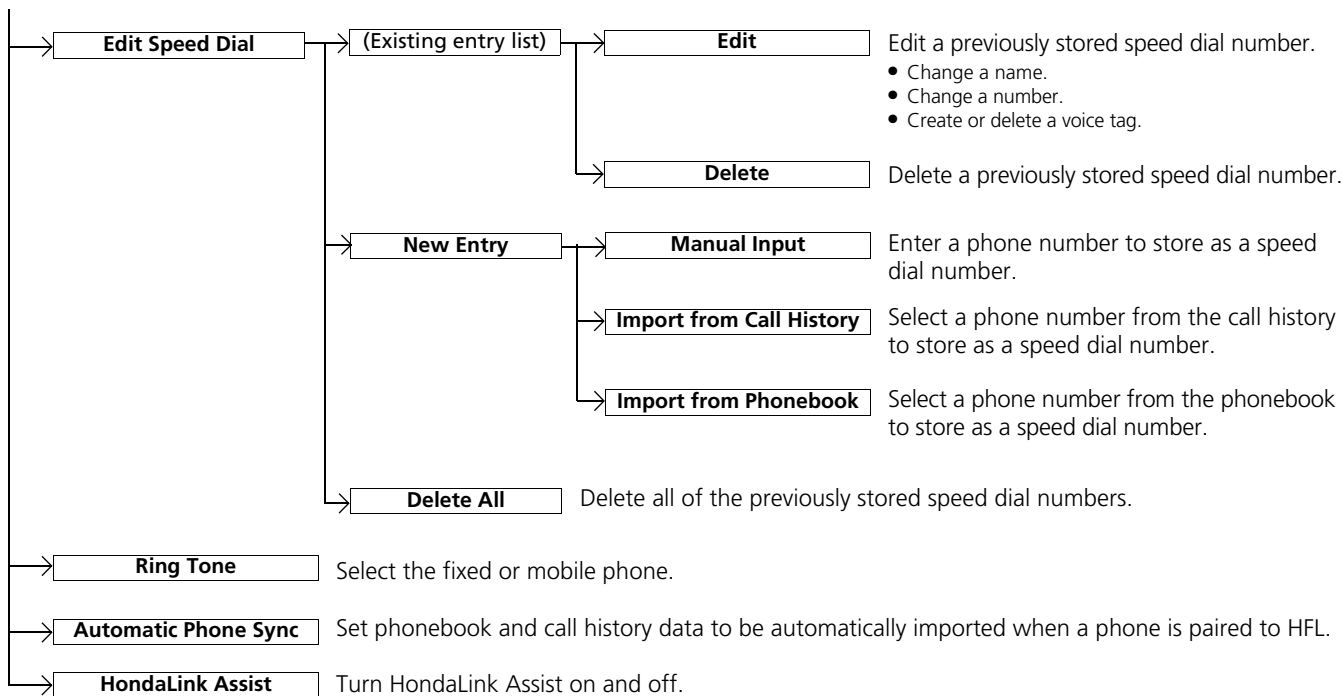 Edit Speed Dial
(Existing entry list)
Edit
Edit a previously stored speed dial number.
• Change a name.
• Change a number.
• Create or delete a voice tag.
Delete
Delete a previously stored speed dial number.
New Entry
Manual Input
Enter a phone number to store as a speed
dial number.
Import from Call History
Select a phone number from the call history
to store as a speed dial number.
Import from Phonebook
Select a phone number from the phonebook
to store as a speed dial number.
Delete All
Delete all of the previously stored speed dial numbers.
Ring Tone
Select the fixed or mobile phone.
Automatic Phone Sync
Set phonebook and call history data to be automatically imported when a phone is paired to HFL.
HondaLink Assist
Turn HondaLink Assist on and off.